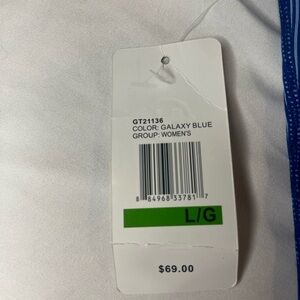 GT21136
COLOR: GALAXY BLUE
GROUP: WOMEN'S
8 84968 33781 7
L/G
$69.00